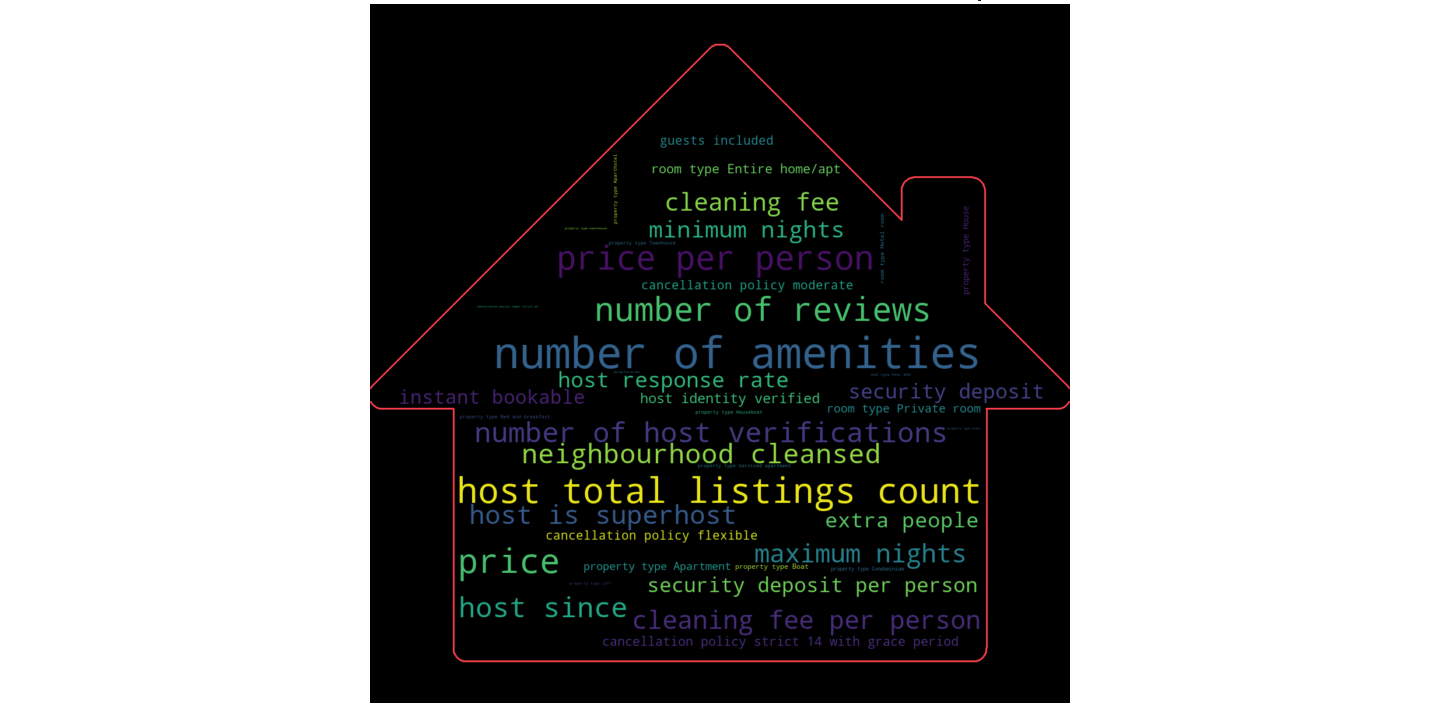 guests included
room type Entire home/apt
property type Aparthotel
cleaning fee
minimum nights
property type Townhouse
price per person
room type Hotel room
property type House
cancellation policy moderate
number of reviews
number of amenities
host response rate
instant bookable
host identity verified
security deposit
room type Private room
property type Houseboat
property type Bed and breakfast
number of host verifications
neighbourhood cleansed
property type Serviced apartment
host total listings count
host is superhost
extra people
cancellation policy flexible
maximum nights
price
property type Apartment
property type Boat
property type Condominium
property type Loft
security deposit per person
host since
cleaning fee per person
cancellation policy strict 14 with grace period